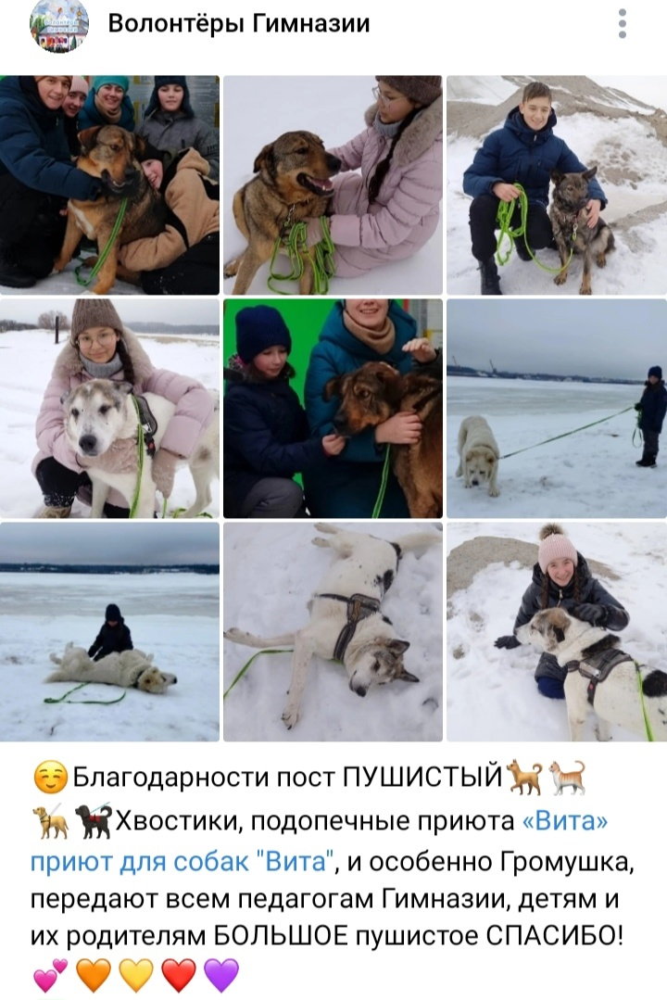 Волонтёры Гимназии
☺️Благодарности пост ПУШИСТЫЙ🐕🐈
🦮🐕‍🦺Хвостики, подопечные приюта «Вита»
приют для собак "Вита", и особенно Громушка,
передают всем педагогам Гимназии, детям и
их родителям БОЛЬШОЕ пушистое СПАСИБО!
💕🧡💛❤️💜